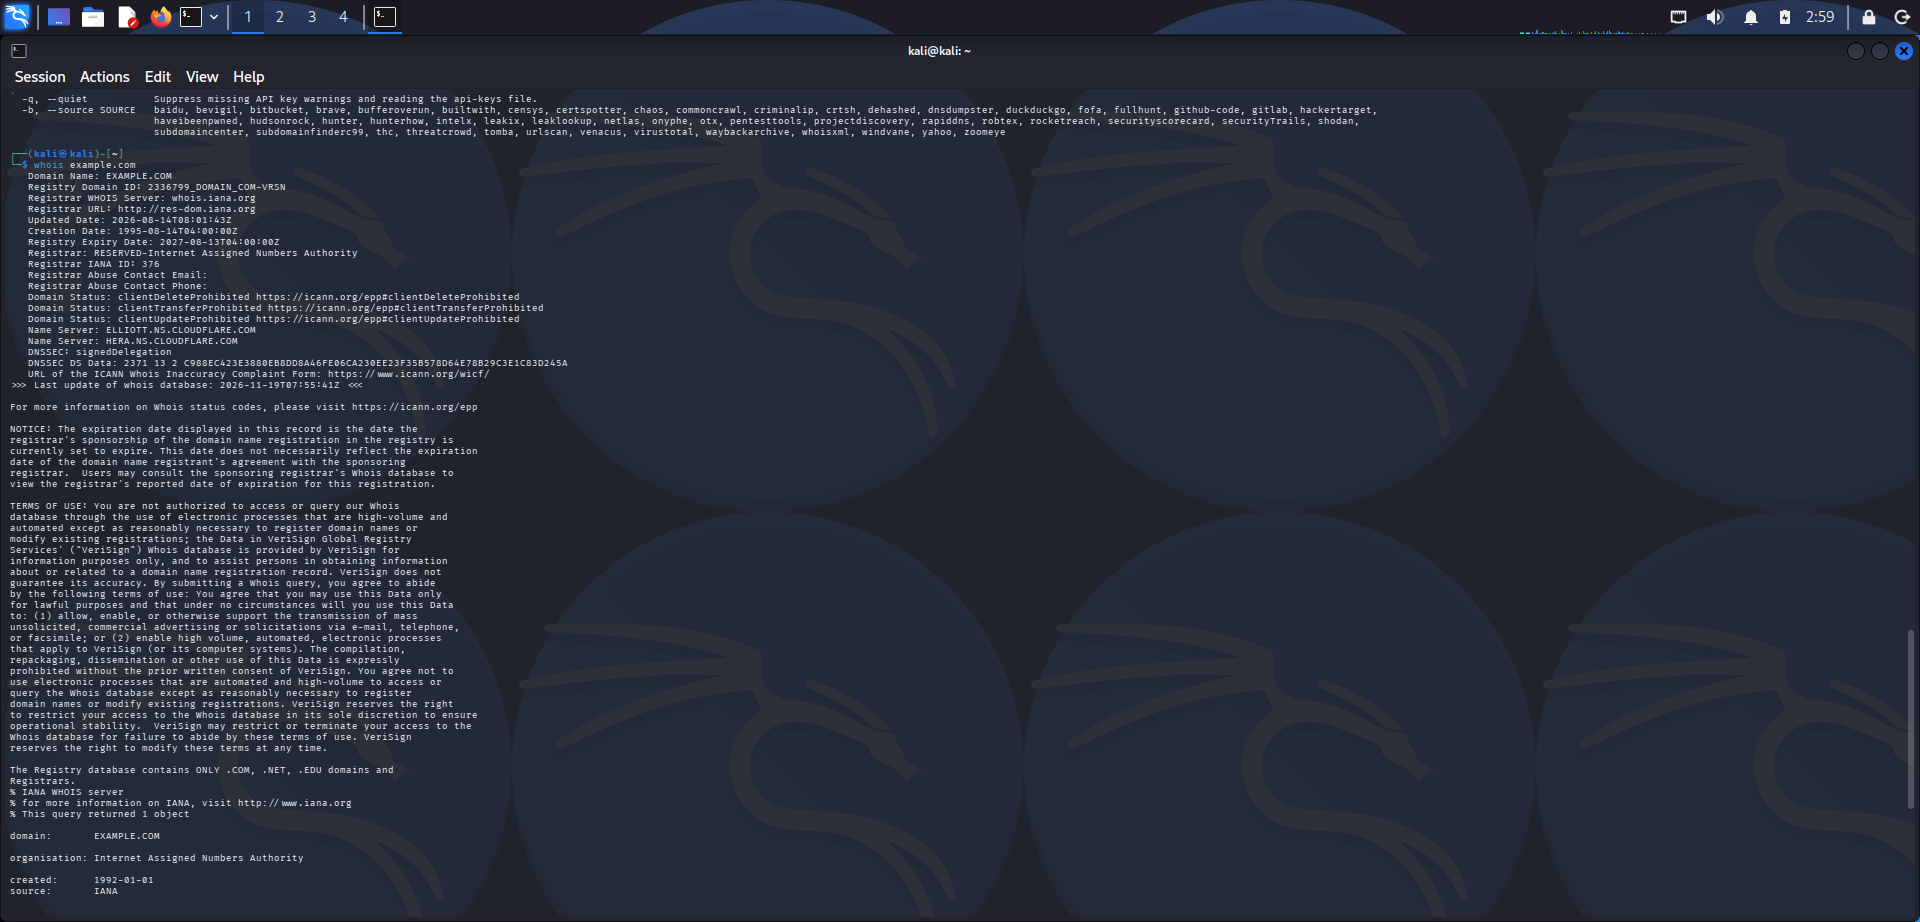 1 2 3 4 2:59
kali@kali: ~
Session Actions Edit View Help
-q, --quiet Suppress missing API key warnings and reading the api-keys file.
-b, --source SOURCE baidu, bevigil, bitbucket, brave, bufferoverun, builtwith, censys, certspotter, chaos, commoncrawl, criminalip, crtsh, dehashed, dnsdumpster, duckduckgo, fofa, fullhunt, github-code, gitlab, hackertarget,
haveibeenpwned, hudsonrock, hunter, hunterhow, intelx, leakix, leaklookup, netlas, onyphe, otx, pentesttools, projectdiscovery, rapiddns, robtex, rocketreach, securityscorecard, securityTrails, shodan,
subdomaincenter, subdomainfinderc99, thc, threatcrowd, tomba, urlscan, venacus, virustotal, waybackarchive, whoisxml, windvane, yahoo, zoomeye
┌──(kali㉿kali)-[~]
└─$ whois example.com
Domain Name: EXAMPLE.COM
Registry Domain ID: 2336799_DOMAIN_COM-VRSN
Registrar WHOIS Server: whois.iana.org
Registrar URL: http://res-dom.iana.org
Updated Date: 2026-08-14T08:01:43Z
Creation Date: 1995-08-14T04:00:00Z
Registry Expiry Date: 2027-08-13T04:00:00Z
Registrar: RESERVED-Internet Assigned Numbers Authority
Registrar IANA ID: 376
Registrar Abuse Contact Email:
Registrar Abuse Contact Phone:
Domain Status: clientDeleteProhibited https://icann.org/epp#clientDeleteProhibited
Domain Status: clientTransferProhibited https://icann.org/epp#clientTransferProhibited
Domain Status: clientUpdateProhibited https://icann.org/epp#clientUpdateProhibited
Name Server: ELLIOTT.NS.CLOUDFLARE.COM
Name Server: HERA.NS.CLOUDFLARE.COM
DNSSEC: signedDelegation
DNSSEC DS Data: 2371 13 2 C988EC423E3880EB8DD8A46FE06CA230EE23F35B578D64E78B29C3E1C83D245A
URL of the ICANN Whois Inaccuracy Complaint Form: https://www.icann.org/wicf/
>>> Last update of whois database: 2026-11-19T07:55:41Z <<<
For more information on Whois status codes, please visit https://icann.org/epp
NOTICE: The expiration date displayed in this record is the date the
registrar's sponsorship of the domain name registration in the registry is
currently set to expire. This date does not necessarily reflect the expiration
date of the domain name registrant's agreement with the sponsoring
registrar.  Users may consult the sponsoring registrar's Whois database to
view the registrar's reported date of expiration for this registration.
TERMS OF USE: You are not authorized to access or query our Whois
database through the use of electronic processes that are high-volume and
automated except as reasonably necessary to register domain names or
modify existing registrations; the Data in VeriSign Global Registry
Services' ("VeriSign") Whois database is provided by VeriSign for
information purposes only, and to assist persons in obtaining information
about or related to a domain name registration record. VeriSign does not
guarantee its accuracy. By submitting a Whois query, you agree to abide
by the following terms of use: You agree that you may use this Data only
for lawful purposes and that under no circumstances will you use this Data
to: (1) allow, enable, or otherwise support the transmission of mass
unsolicited, commercial advertising or solicitations via e-mail, telephone,
or facsimile; or (2) enable high volume, automated, electronic processes
that apply to VeriSign (or its computer systems). The compilation,
repackaging, dissemination or other use of this Data is expressly
prohibited without the prior written consent of VeriSign. You agree not to
use electronic processes that are automated and high-volume to access or
query the Whois database except as reasonably necessary to register
domain names or modify existing registrations. VeriSign reserves the right
to restrict your access to the Whois database in its sole discretion to ensure
operational stability.  VeriSign may restrict or terminate your access to the
Whois database for failure to abide by these terms of use. VeriSign
reserves the right to modify these terms at any time.
The Registry database contains ONLY .COM, .NET, .EDU domains and
Registrars.
% IANA WHOIS server
% for more information on IANA, visit http://www.iana.org
% This query returned 1 object
domain: EXAMPLE.COM
organisation: Internet Assigned Numbers Authority
created: 1992-01-01
source: IANA